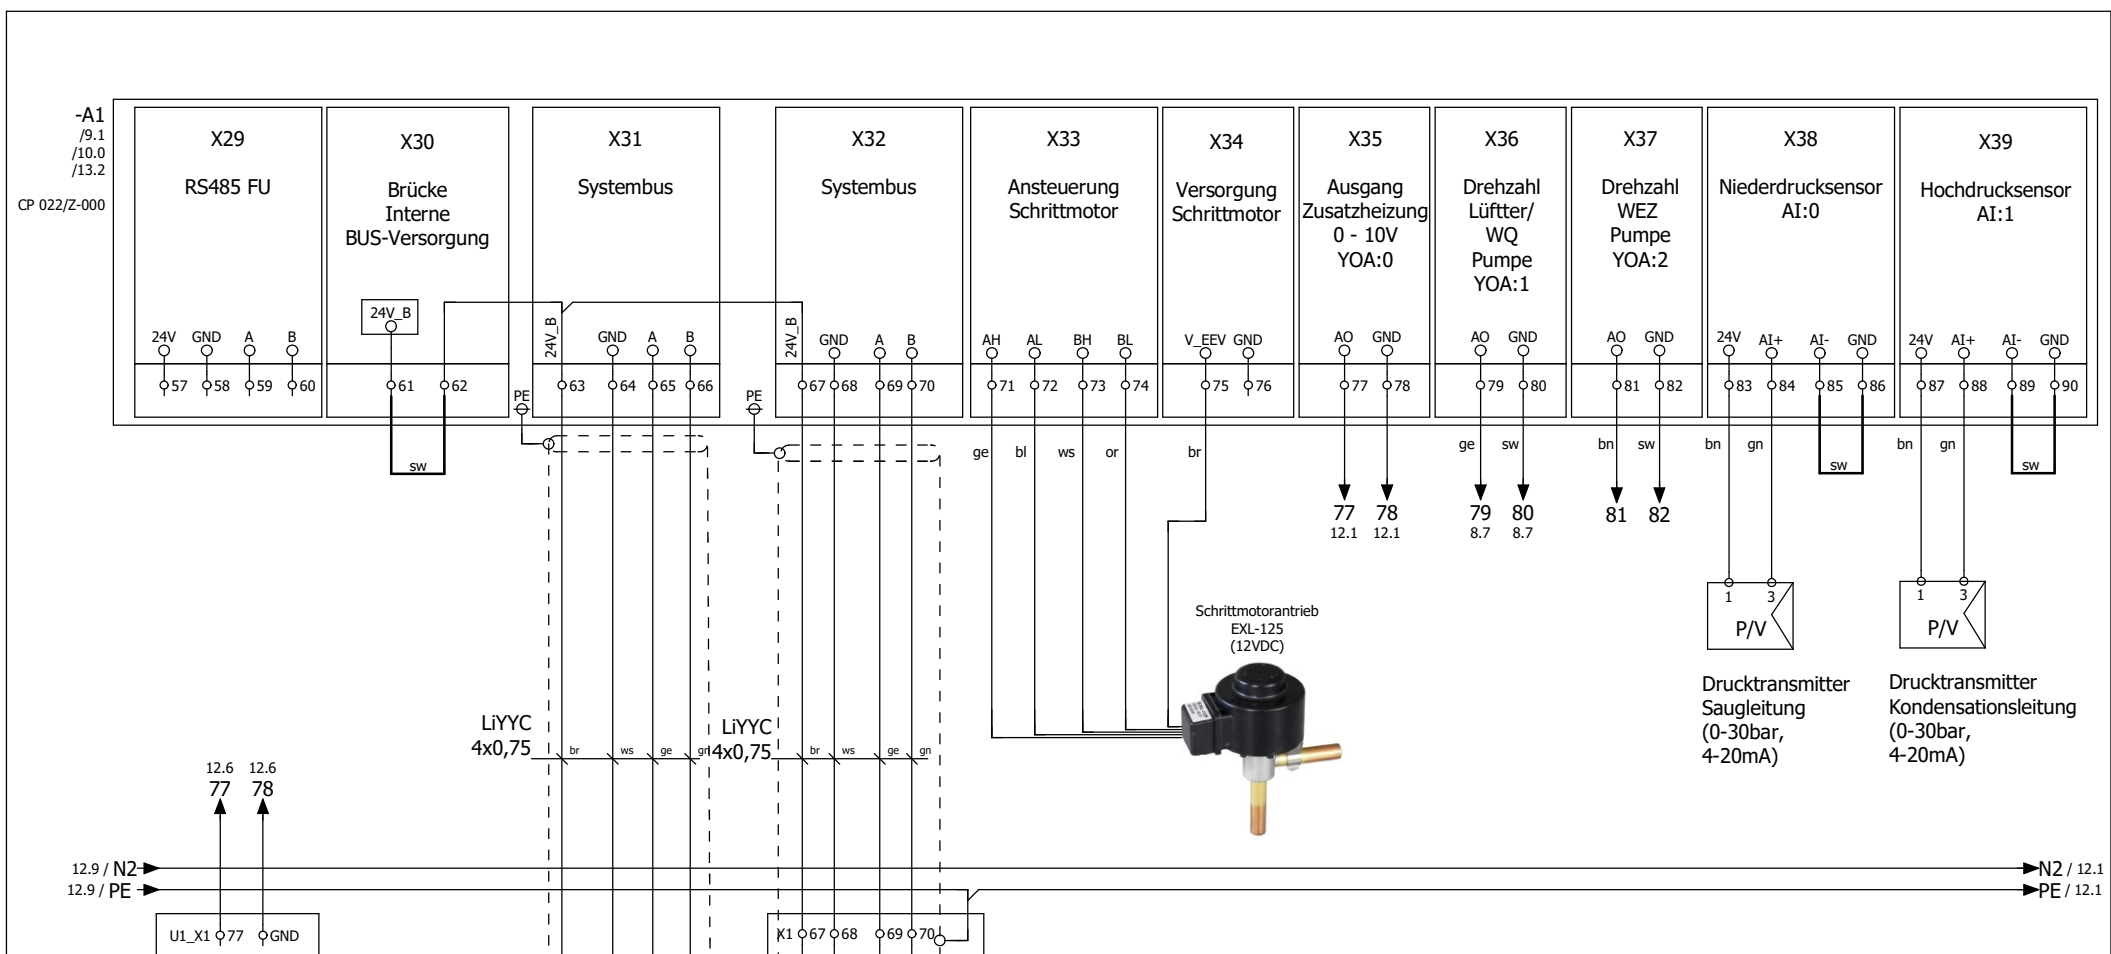 -A1
/9.1
/10.0
/13.2
CP 022/Z-000
X29
RS485 FU
24V GND A B
57 58 59 60
X30
Brücke
Interne
BUS-Versorgung
24V_B
61 62
sw
PE
X31
Systembus
24V_B GND A B
63 64 65 66
PE
X32
Systembus
24V_B GND A B
67 68 69 70
X33
Ansteuerung
Schrittmotor
AH AL BH BL
71 72 73 74
ge bl ws or
X34
Versorgung
Schrittmotor
V_EEV GND
75 76
br
X35
Ausgang
Zusatzheizung
0 - 10V
YOA:0
AO GND
77 78
77 78
12.1 12.1
X36
Drehzahl
Lüftter/
WQ
Pumpe
YOA:1
AO GND
79 80
ge sw
79 80
8.7 8.7
X37
Drehzahl
WEZ
Pumpe
YOA:2
AO GND
81 82
bn sw
81 82
X38
Niederdrucksensor
AI:0
24V AI+ AI- GND
83 84 85 86
bn gn sw
1 3
P/V
Drucktransmitter
Saugleitung
(0-30bar,
4-20mA)
X39
Hochdrucksensor
AI:1
24V AI+ AI- GND
87 88 89 90
bn gn sw
1 3
P/V
Drucktransmitter
Kondensationsleitung
(0-30bar,
4-20mA)
Schrittmotorantrieb
EXL-125
(12VDC)
LiYYC
4x0,75 br ws ge gn
LiYYC
4x0,75 br ws ge gn
12.6 12.6
77 78
12.9 / N2 N2 / 12.1
12.9 / PE PE / 12.1
U1_X1 77 GND
X1 67 68 69 70